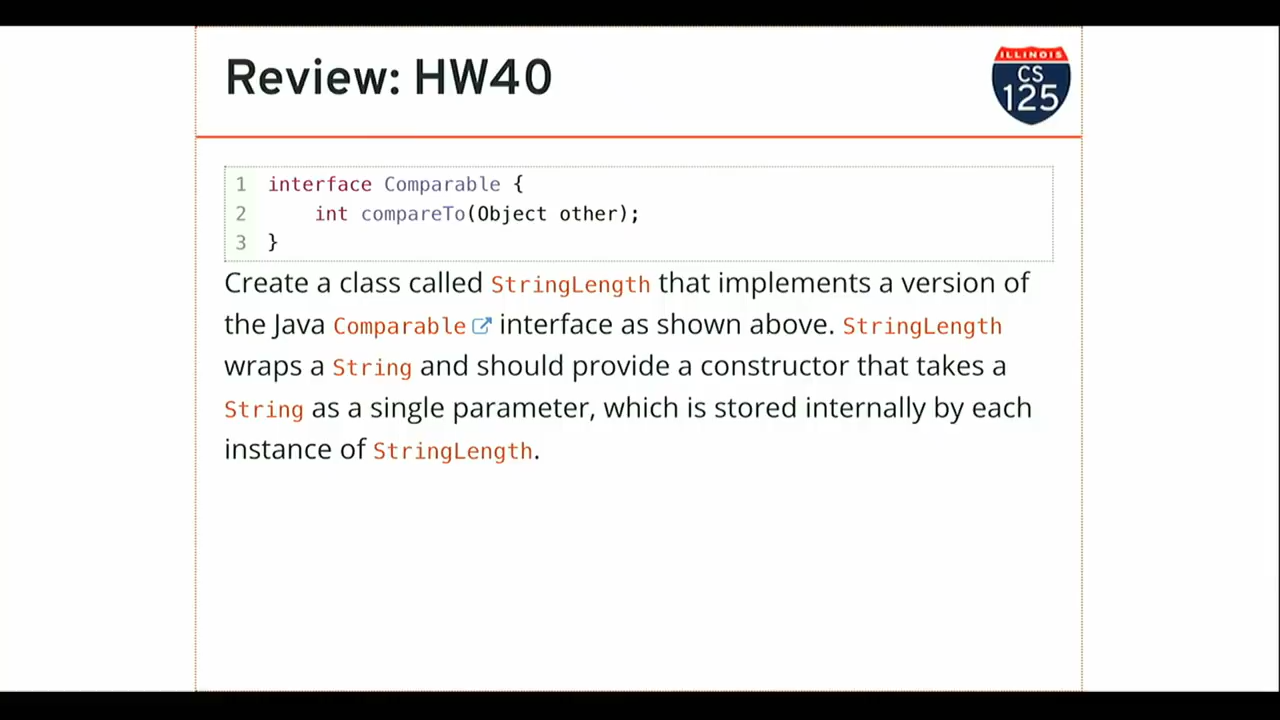 Review: HW40
ILLINOIS
CS
125
1 interface Comparable {
2 int compareTo(Object other);
3 }
Create a class called StringLength that implements a version of
the Java Comparable interface as shown above. StringLength
wraps a String and should provide a constructor that takes a
String as a single parameter, which is stored internally by each
instance of StringLength.